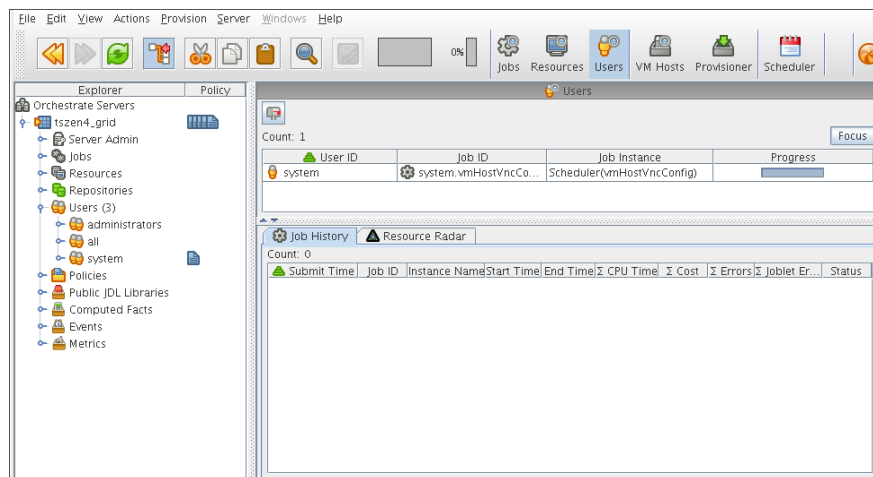 File Edit View Actions Provision Server Windows Help
0%
Jobs Resources Users VM Hosts Provisioner Scheduler
Explorer Policy
Orchestrate Servers
tszen4_grid
Server Admin
Jobs
Resources
Repositories
Users (3)
administrators
all
system
Policies
Public JDL Libraries
Computed Facts
Events
Metrics
Users
Count: 1 Focus
User ID Job ID Job Instance Progress
system system.vmHostVncCo... Scheduler(vmHostVncConfig)
Job History Resource Radar
Count: 0
Submit Time Job ID Instance Name Start Time End Time Σ CPU Time Σ Cost Σ Errors Σ Joblet Er... Status